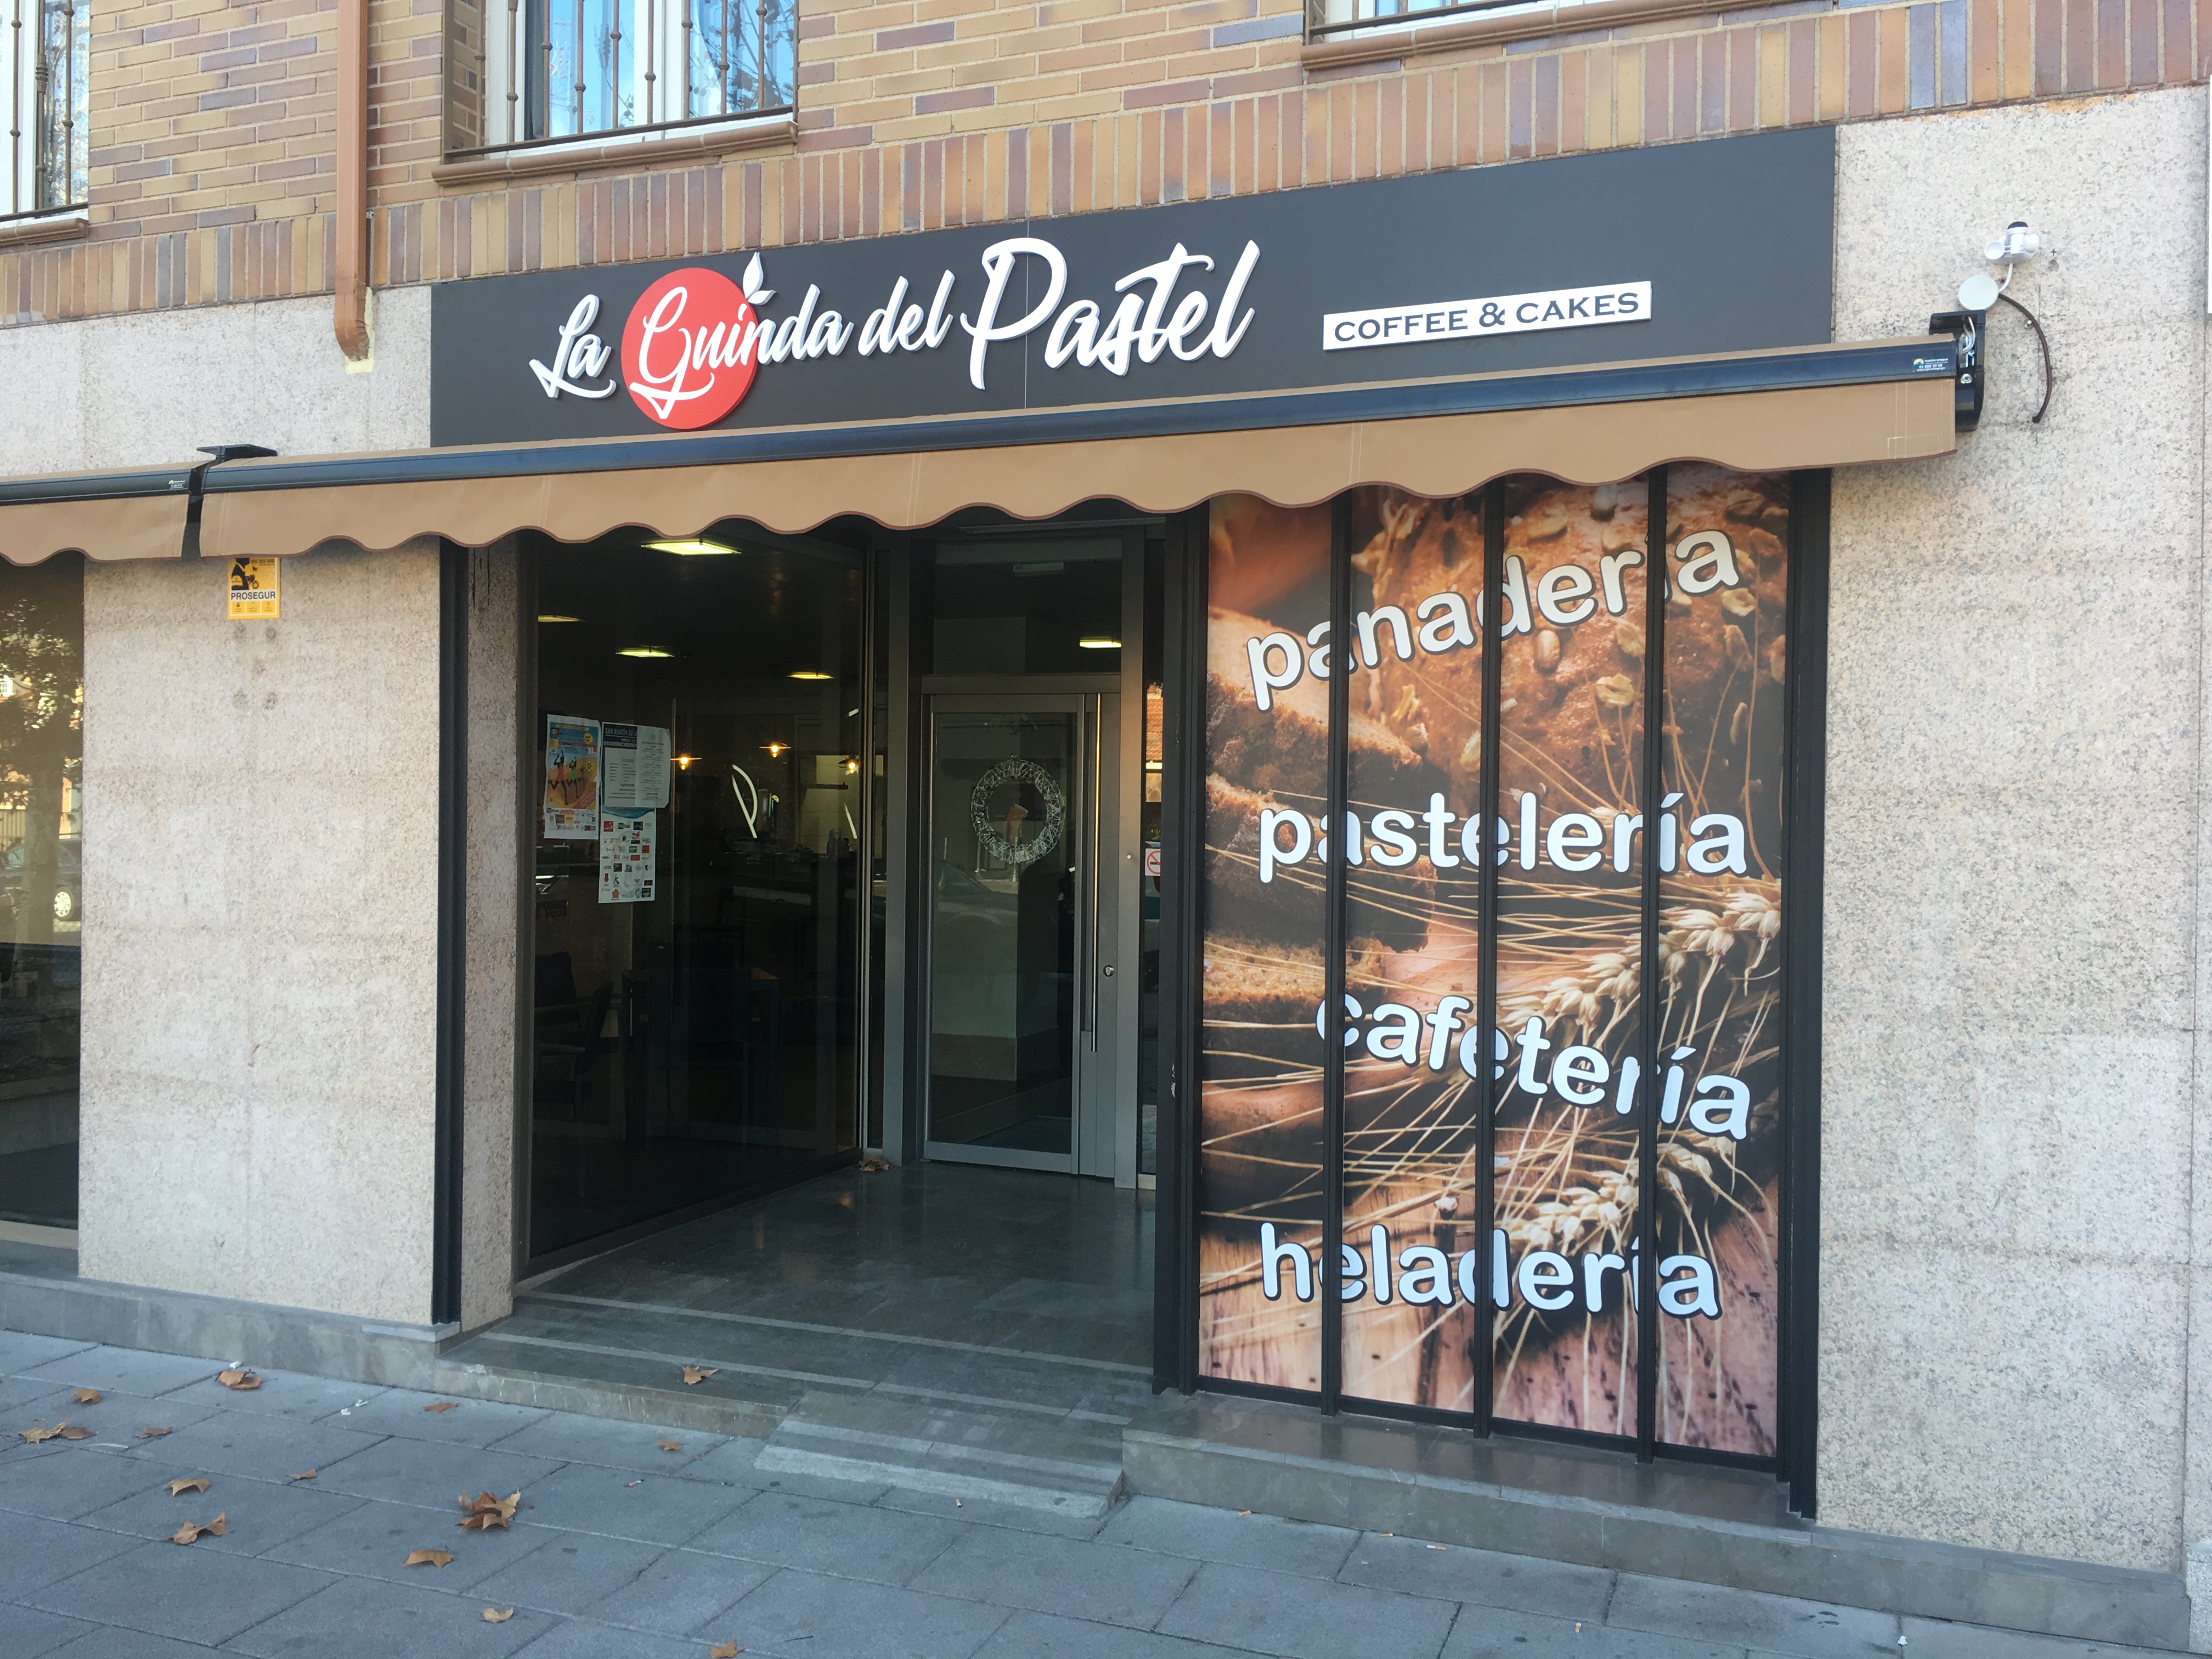 La Guinda del Pastel
COFFEE & CAKES
PROSEGUR
panadería
pastelería
cafetería
heladería